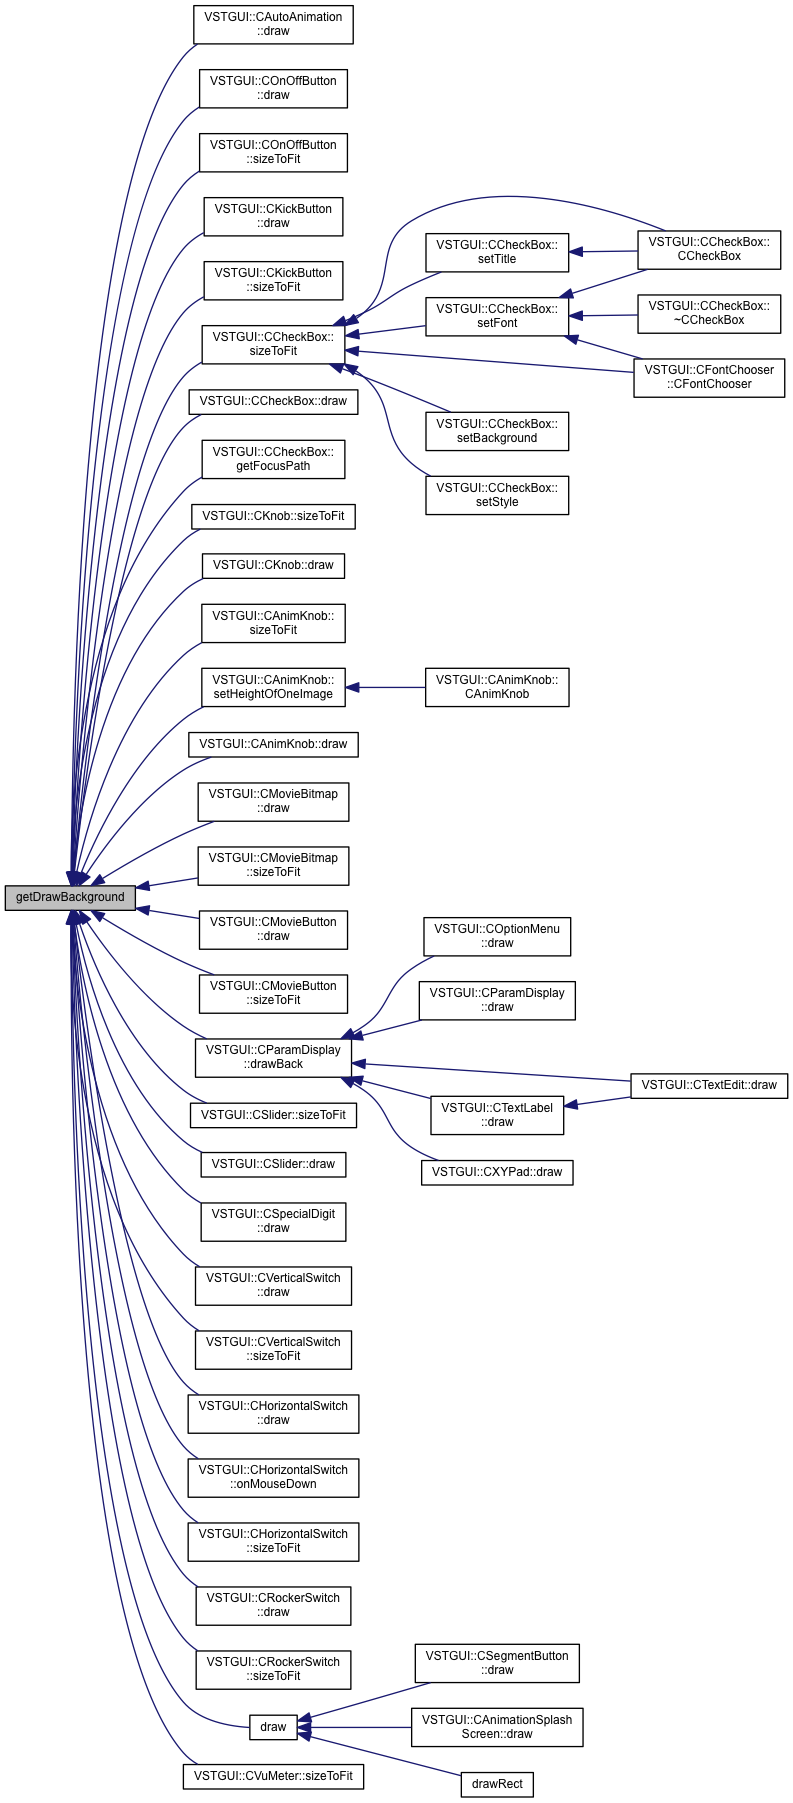 VSTGUI::CAutoAnimation
::draw
VSTGUI::COnOffButton
::draw
VSTGUI::COnOffButton
::sizeToFit
VSTGUI::CKickButton
::draw
VSTGUI::CKickButton
::sizeToFit
VSTGUI::CCheckBox::
sizeToFit
VSTGUI::CCheckBox::
setTitle
VSTGUI::CCheckBox::
CCheckBox
VSTGUI::CCheckBox::
setFont
VSTGUI::CCheckBox::
~CCheckBox
VSTGUI::CFontChooser
::CFontChooser
VSTGUI::CCheckBox::
setBackground
VSTGUI::CCheckBox::
setStyle
VSTGUI::CCheckBox::draw
VSTGUI::CCheckBox::
getFocusPath
VSTGUI::CKnob::sizeToFit
VSTGUI::CKnob::draw
VSTGUI::CAnimKnob::
sizeToFit
VSTGUI::CAnimKnob::
setHeightOfOneImage
VSTGUI::CAnimKnob::
CAnimKnob
VSTGUI::CAnimKnob::draw
VSTGUI::CMovieBitmap
::draw
VSTGUI::CMovieBitmap
::sizeToFit
getDrawBackground
VSTGUI::CMovieButton
::draw
VSTGUI::CMovieButton
::sizeToFit
VSTGUI::CParamDisplay
::drawBack
VSTGUI::COptionMenu
::draw
VSTGUI::CParamDisplay
::draw
VSTGUI::CTextEdit::draw
VSTGUI::CTextLabel
::draw
VSTGUI::CXYPad::draw
VSTGUI::CSlider::sizeToFit
VSTGUI::CSlider::draw
VSTGUI::CSpecialDigit
::draw
VSTGUI::CVerticalSwitch
::draw
VSTGUI::CVerticalSwitch
::sizeToFit
VSTGUI::CHorizontalSwitch
::draw
VSTGUI::CHorizontalSwitch
::onMouseDown
VSTGUI::CHorizontalSwitch
::sizeToFit
VSTGUI::CRockerSwitch
::draw
VSTGUI::CRockerSwitch
::sizeToFit
draw
VSTGUI::CSegmentButton
::draw
VSTGUI::CAnimationSplash
Screen::draw
drawRect
VSTGUI::CVuMeter::sizeToFit